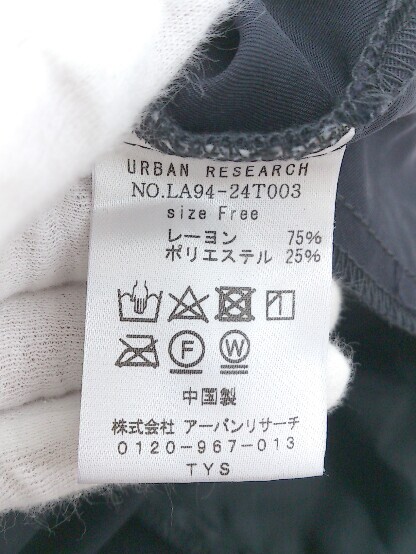 URBAN RESEARCH
NO.LA94-24T003
size Free
レーヨン 75%
ポリエステル 25%
F W
中国製
株式会社 アーバンリサーチ
0120-967-013
TYS